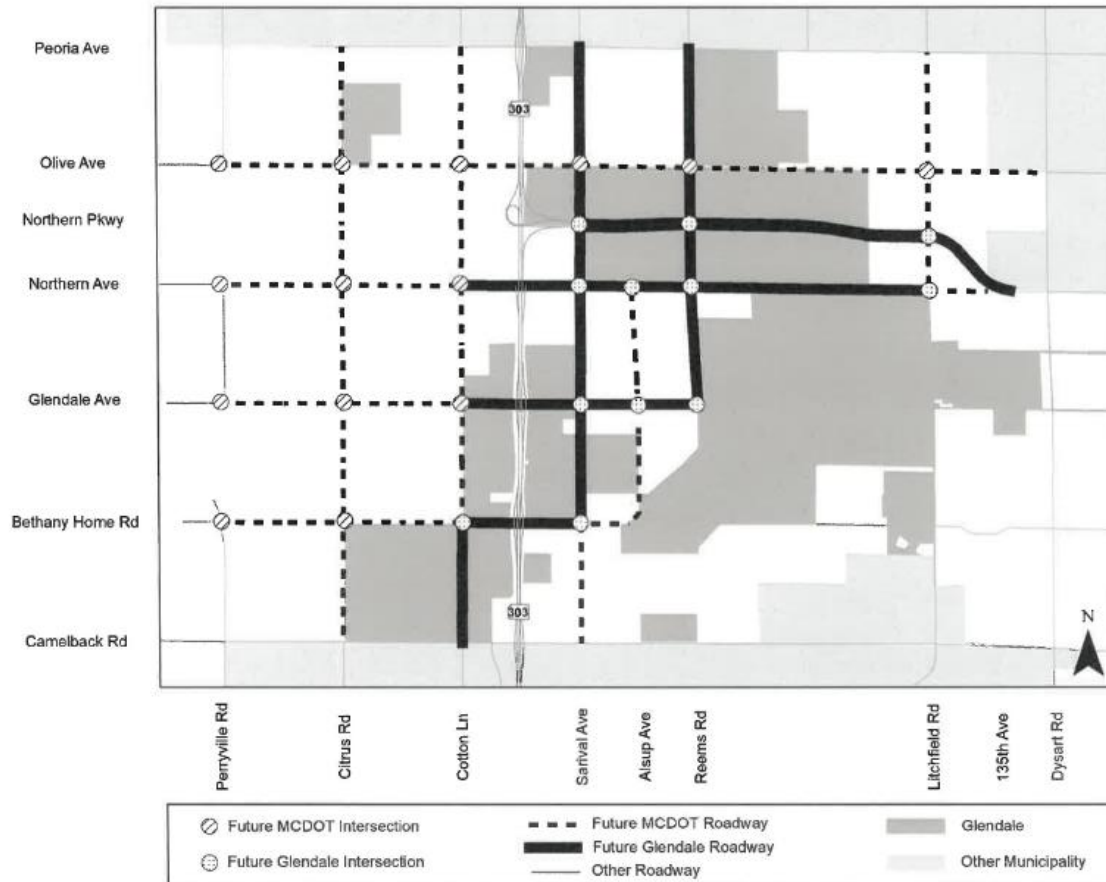 Peoria Ave
303
Olive Ave
Northern Pkwy
Northern Ave
Glendale Ave
Bethany Home Rd
303
Camelback Rd
N
Perryville Rd
Citrus Rd
Cotton Ln
Sarival Ave
Alsup Ave
Reems Rd
Litchfield Rd
135th Ave
Dysart Rd
Future MCDOT Intersection
Future MCDOT Roadway
Glendale
Future Glendale Intersection
Future Glendale Roadway
Other Municipality
Other Roadway